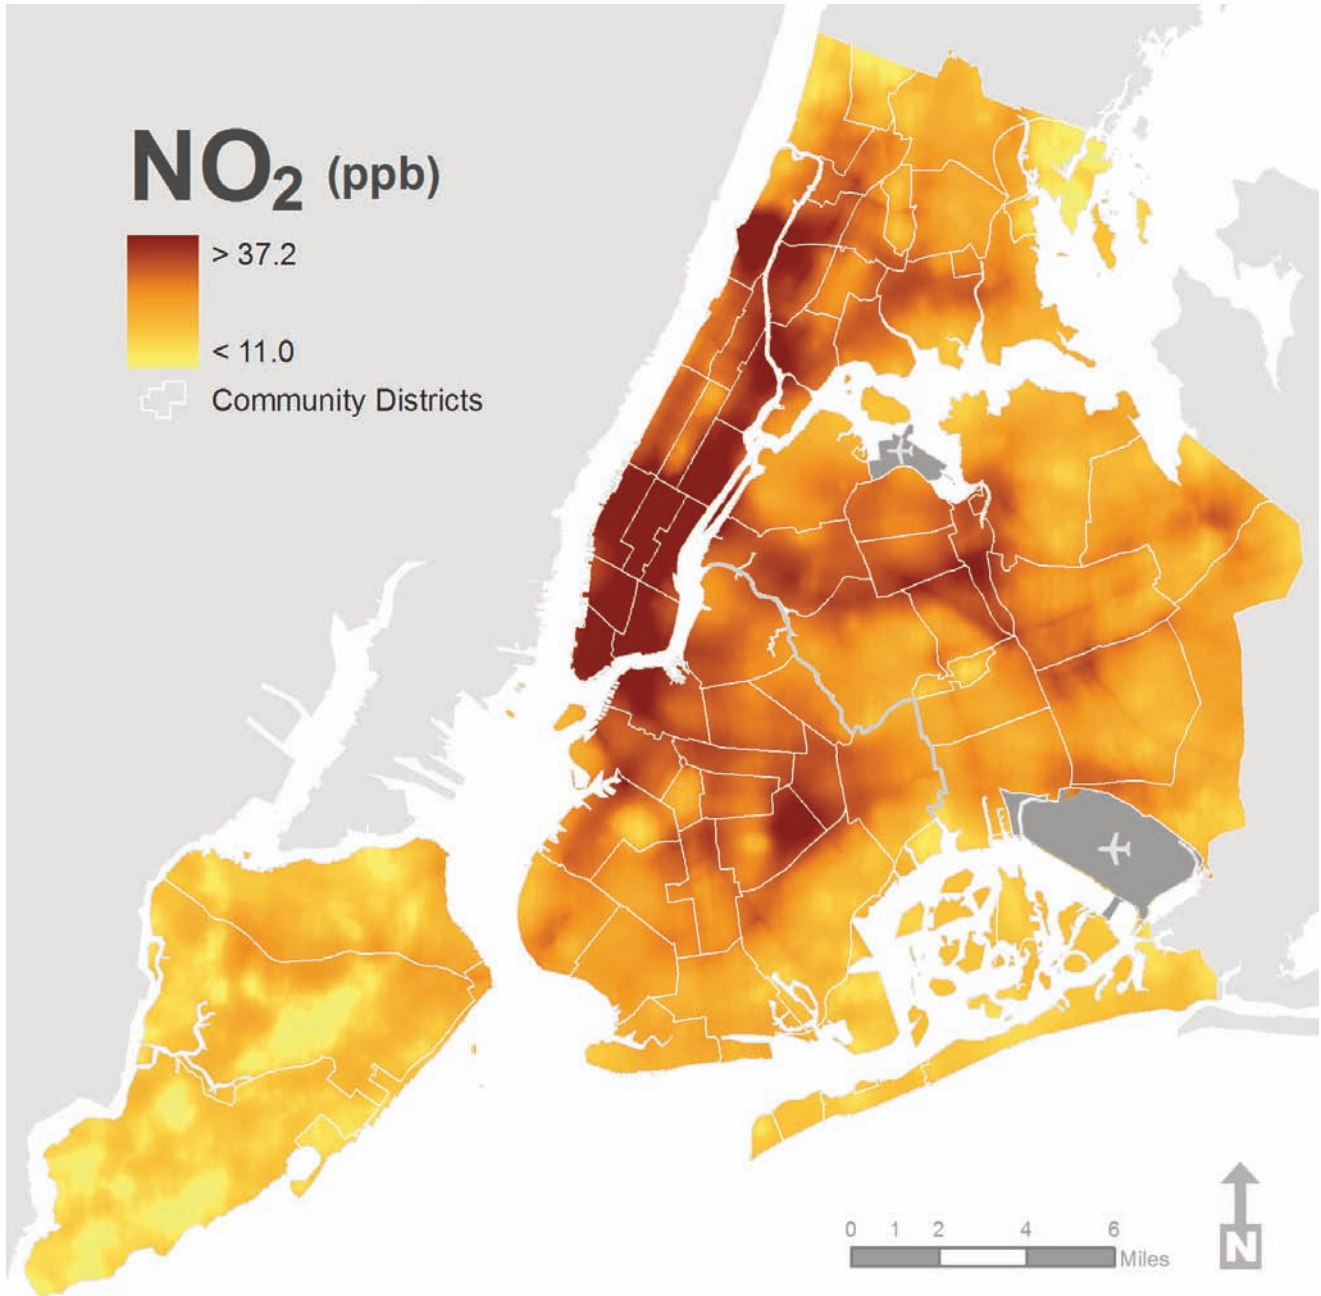 NO₂ (ppb)
> 37.2
< 11.0
Community Districts
0 1 2 4 6
Miles
N